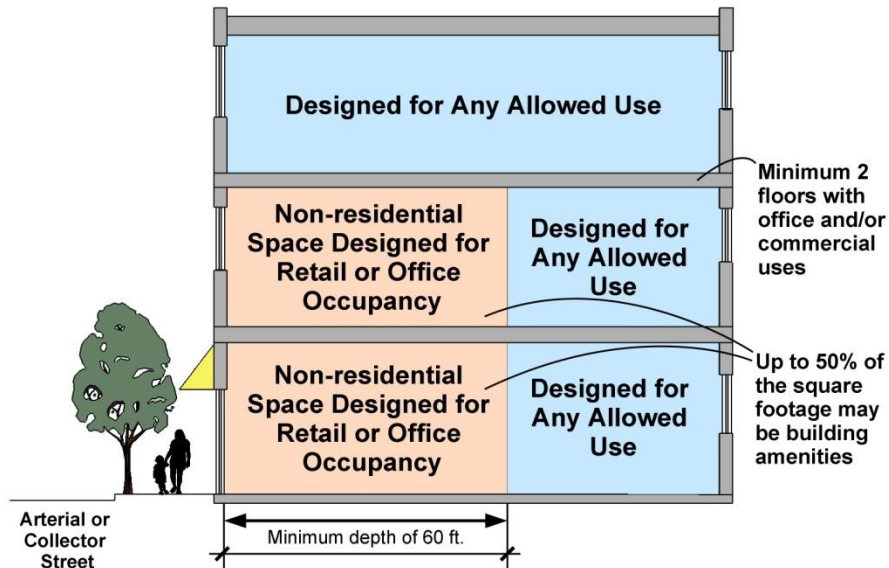 Designed for Any Allowed Use
Minimum 2
floors with
office and/or
commercial
uses
Non-residential
Space Designed for
Retail or Office
Occupancy
Designed for
Any Allowed
Use
Up to 50% of
the square
footage may
be building
amenities
Non-residential
Space Designed for
Retail or Office
Occupancy
Designed for
Any Allowed
Use
Arterial or
Collector
Street
Minimum depth of 60 ft.